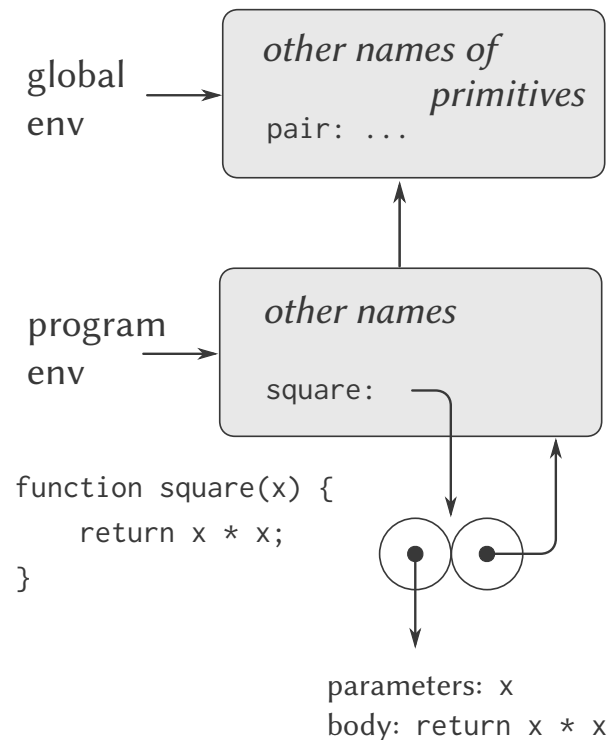 global
env
other names of
primitives
pair: ...
program
env
other names
square:
function square(x) {
    return x * x;
}
parameters: x
body: return x * x